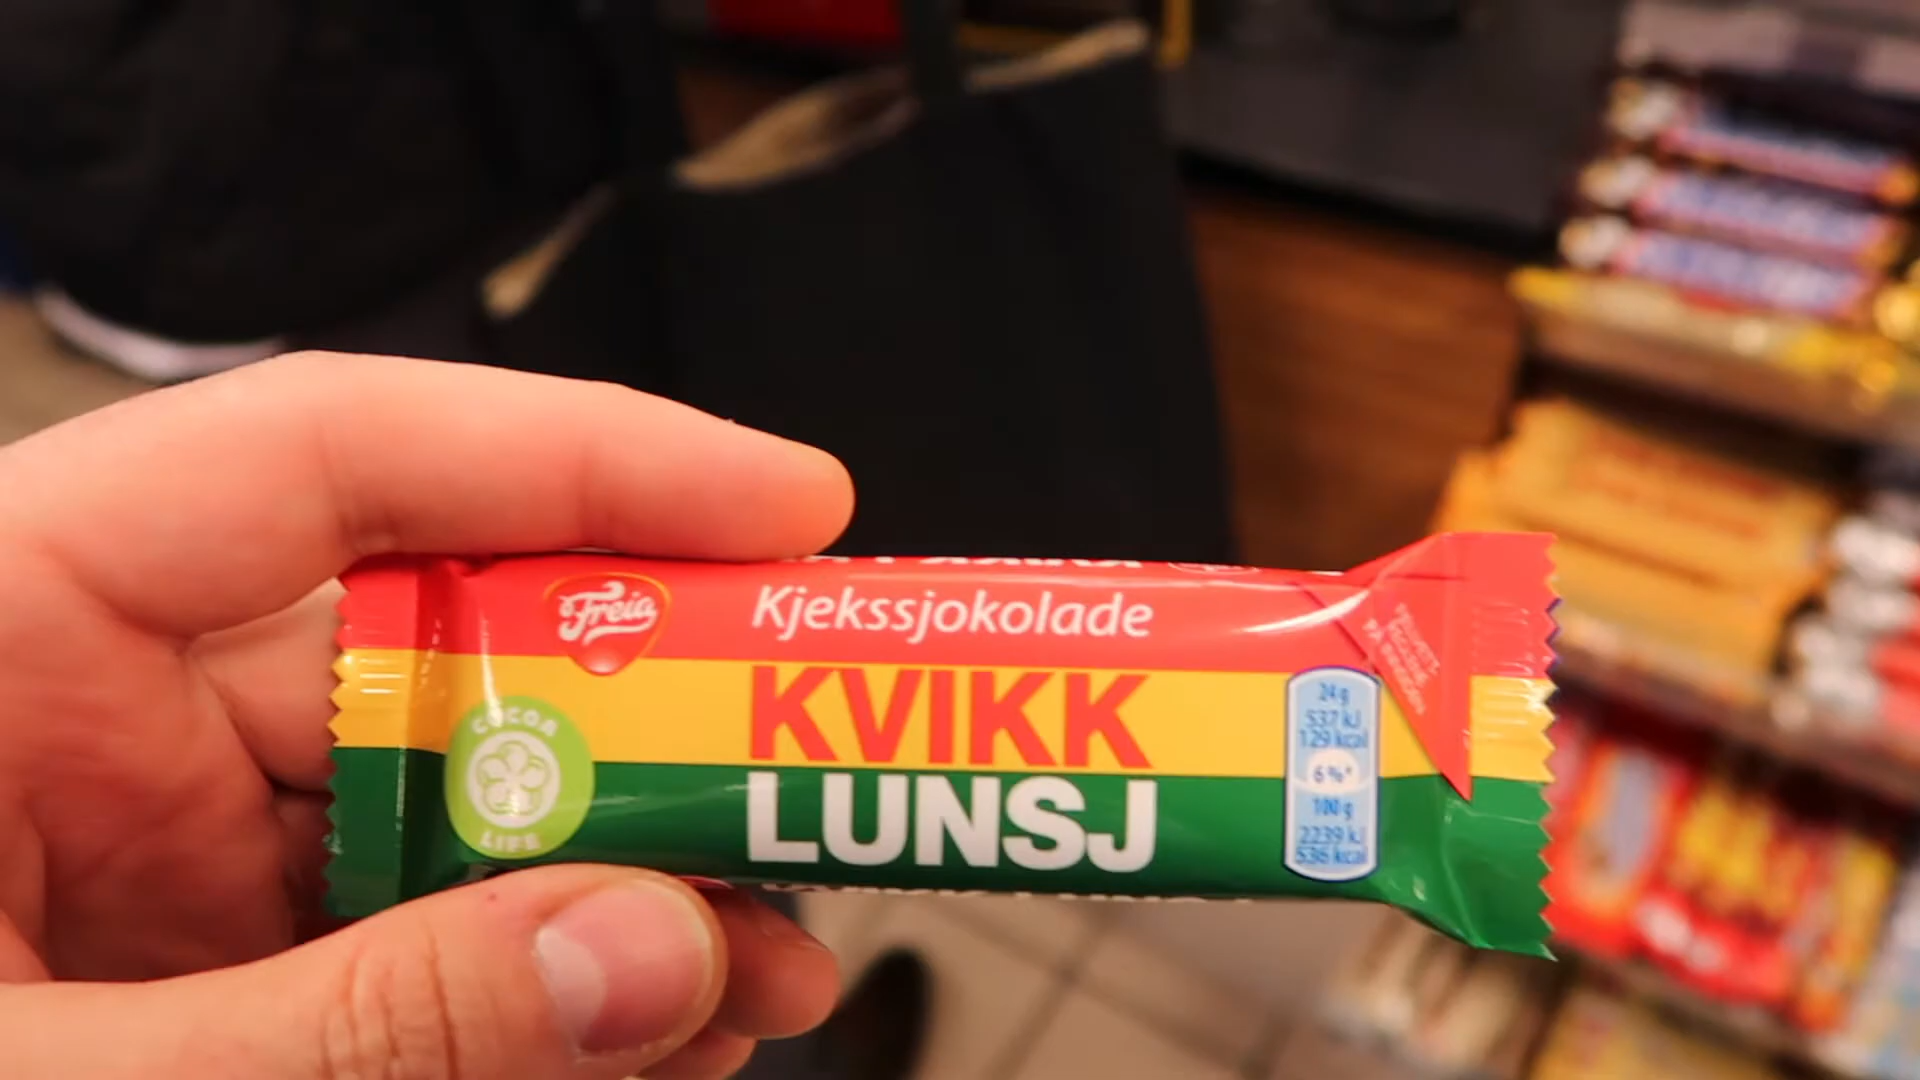 Freia
Kjekssjokolade
KVIKK
LUNSJ
COCOA
LIFE
24 g
537 kJ
129 kcal
6%*
100 g
2239 kJ
536 kcal